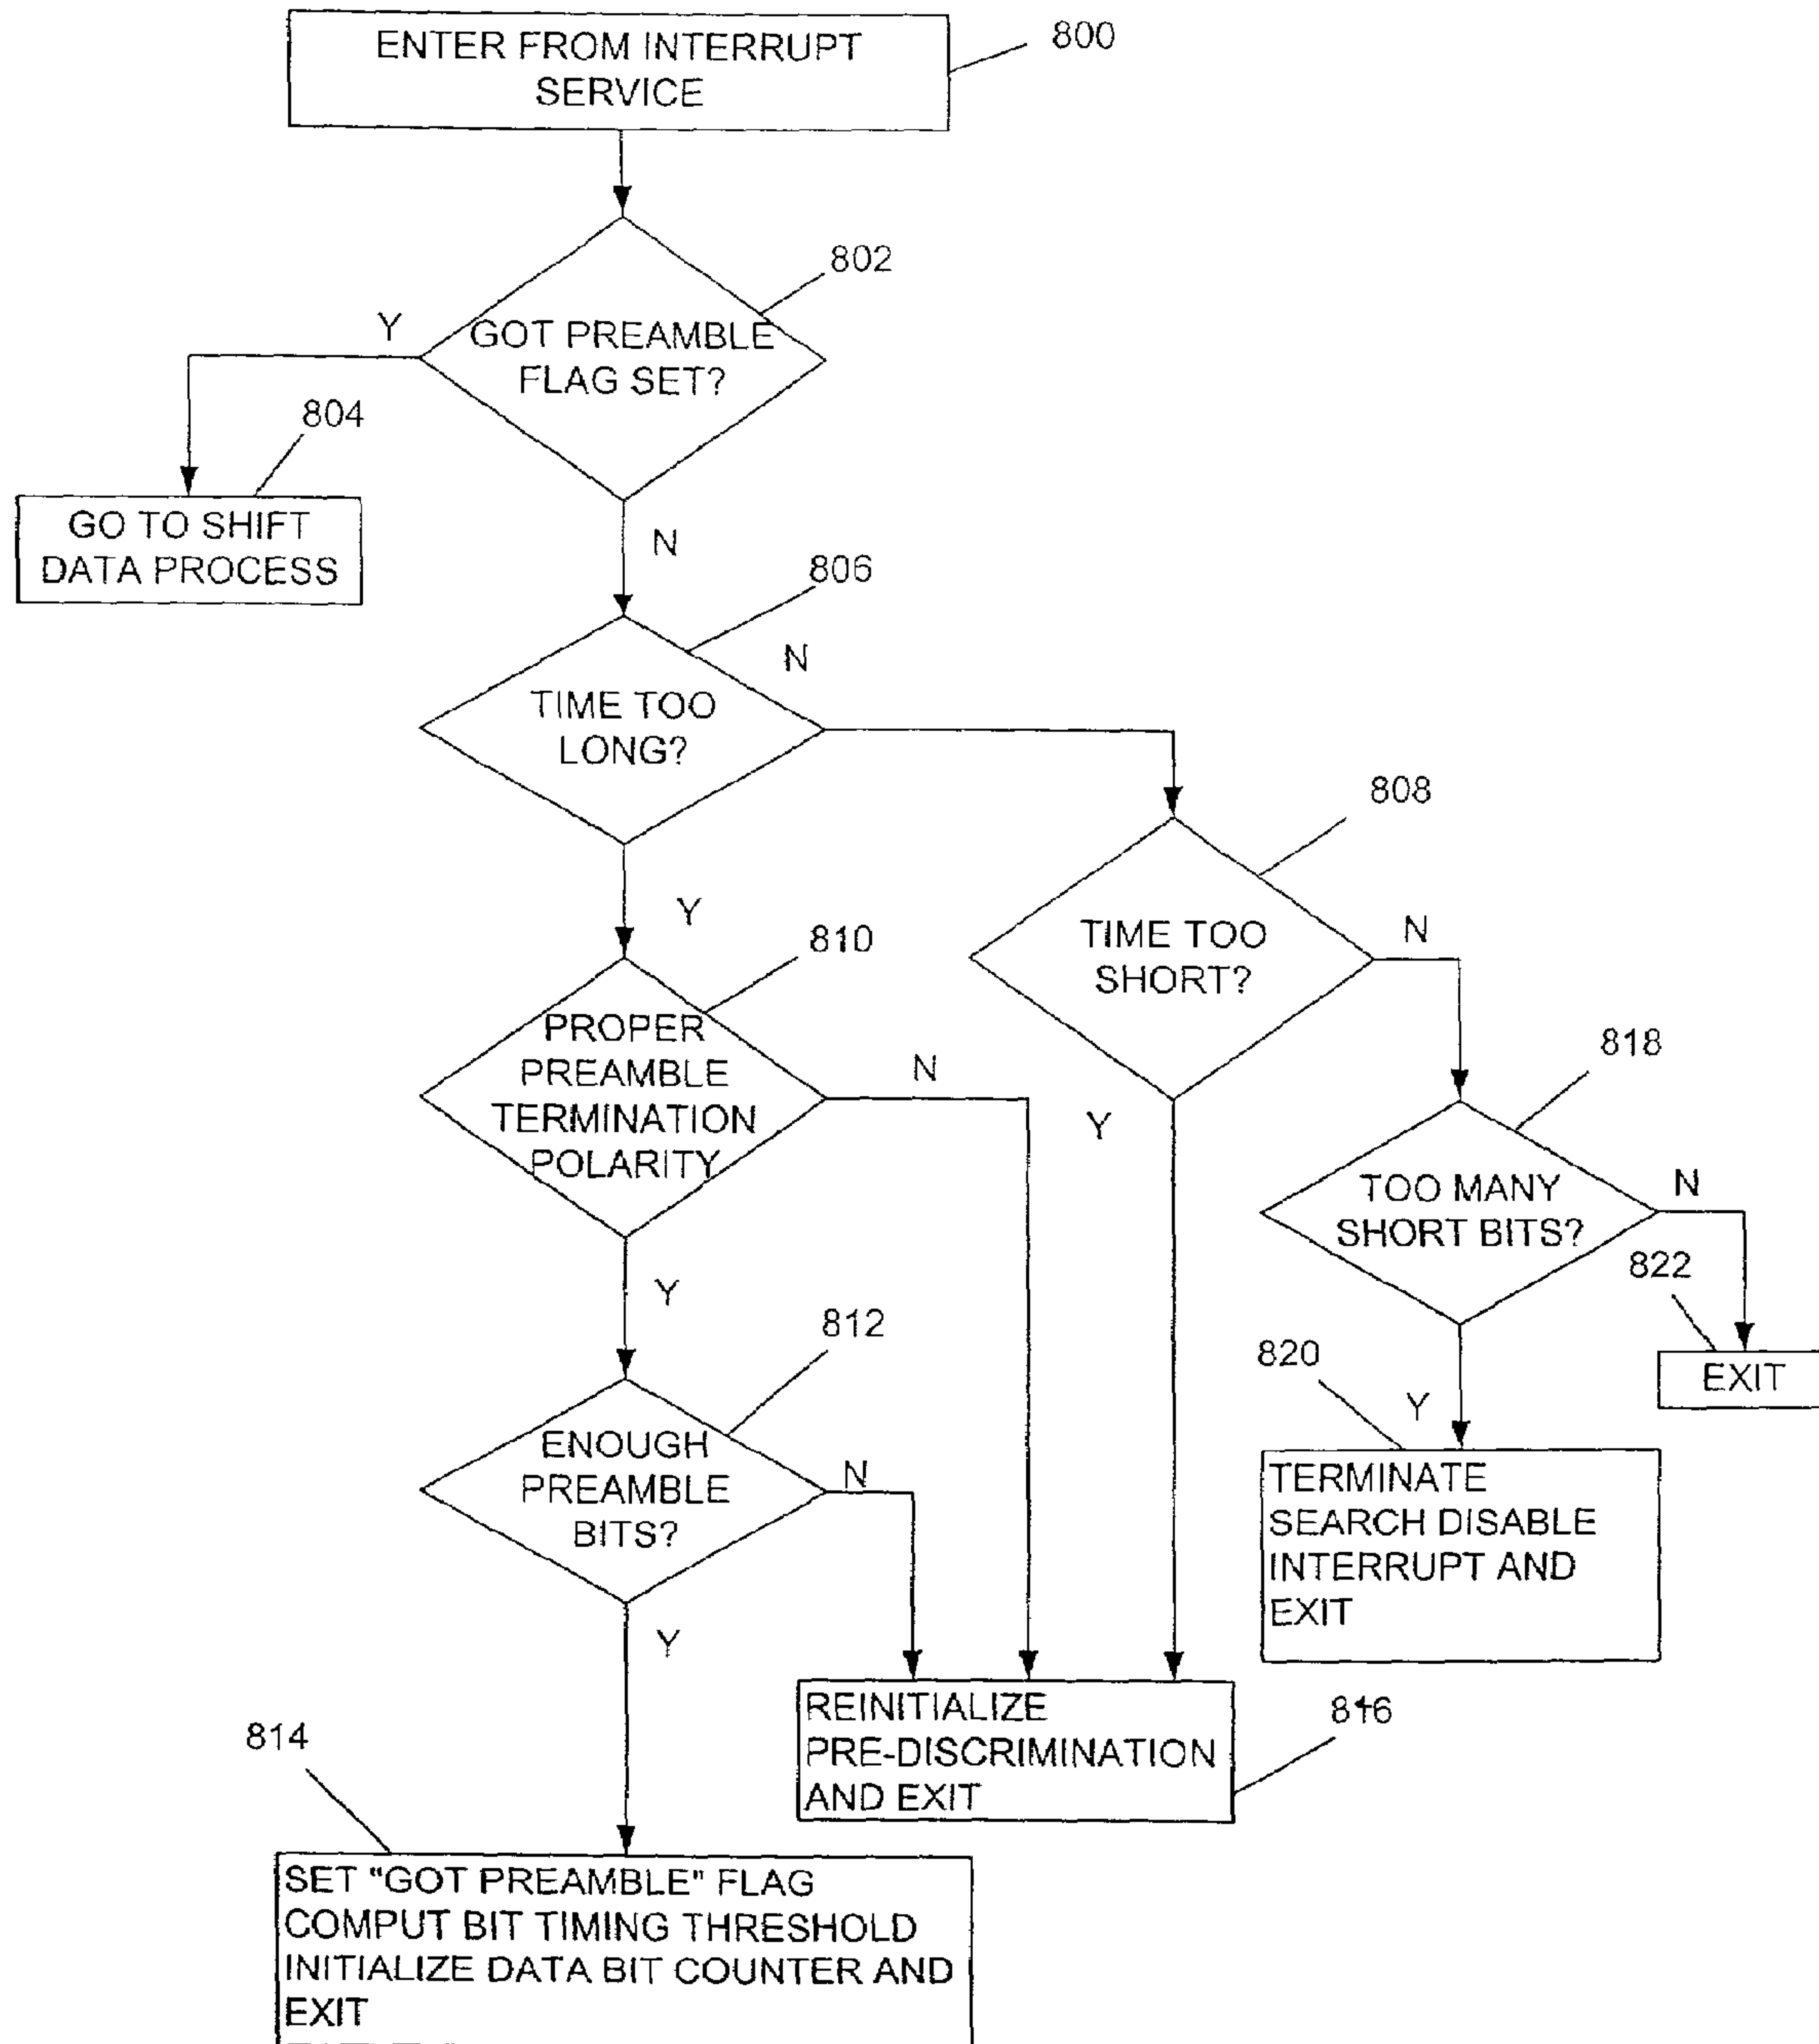 ENTER FROM INTERRUPT
SERVICE
800
802
GOT PREAMBLE
FLAG SET?
Y
804
GO TO SHIFT
DATA PROCESS
N
806
TIME TOO
LONG?
N
808
TIME TOO
SHORT?
N
Y
810
PROPER
PREAMBLE
TERMINATION
POLARITY
N
Y
818
TOO MANY
SHORT BITS?
N
822
EXIT
Y
812
820
Y
TERMINATE
SEARCH DISABLE
INTERRUPT AND
EXIT
ENOUGH
PREAMBLE
BITS?
N
Y
REINITIALIZE
PRE-DISCRIMINATION
AND EXIT
816
814
SET "GOT PREAMBLE" FLAG
COMPUT BIT TIMING THRESHOLD
INITIALIZE DATA BIT COUNTER AND
EXIT